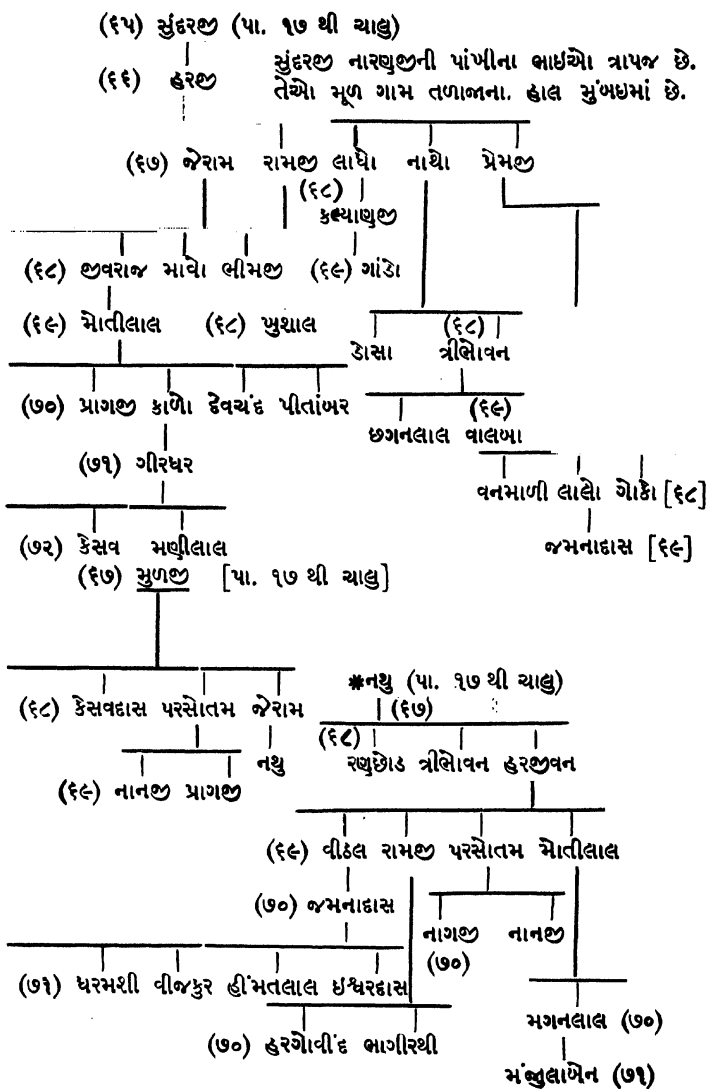 (૬૫) સુંદરજી (પા. ૧૭ થી ચાલુ)
સુંદરજી નારણજીની પાંખીના ભાઇઓ ત્રાપજ છે.
(૬૬) હરજી
તેઓ મૂળ ગામ તળાજાના. હાલ મુંબઇમાં છે.
(૬૭) જેરામ રામજી લાધો નાથો પ્રેમજી
(૬૮)
કલ્યાણજી
(૬૮) જીવરાજ માવો ભીમજી (૬૯) ગાંડો
(૬૯) મોતીલાલ (૬૮) ખુશાલ (૬૮)
ડોસા ત્રીભોવન
(૭૦) પ્રાગજી કાળો દેવચંદ પીતાંબર (૬૯)
છગનલાલ વાલબા
(૭૧) ગીરધર
વનમાળી લાલો ગોકો [૬૮]
(૭૨) કેસવ મણીલાલ જમનાદાસ [૬૯]
(૬૭) મુળજી [પા. ૧૭ થી ચાલુ]
*નથુ (પા. ૧૭ થી ચાલુ)
(૬૮) કેસવદાસ પરસોતમ જેરામ (૬૭)
(૬૮)
નથુ રણછોડ ત્રીભોવન હરજીવન
(૬૯) નાનજી પ્રાગજી
(૬૯) વીઠલ રામજી પરસોતમ મોતીલાલ
(૭૦) જમનાદાસ
નાગજી નાનજી
(૭૦)
(૭૧) ધરમશી વીજકુર હીંમતલાલ ઇશ્વરદાસ
મગનલાલ (૭૦)
(૭૦) હરગોવીંદ ભાગીરથી
મંજુલાબેન (૭૧)